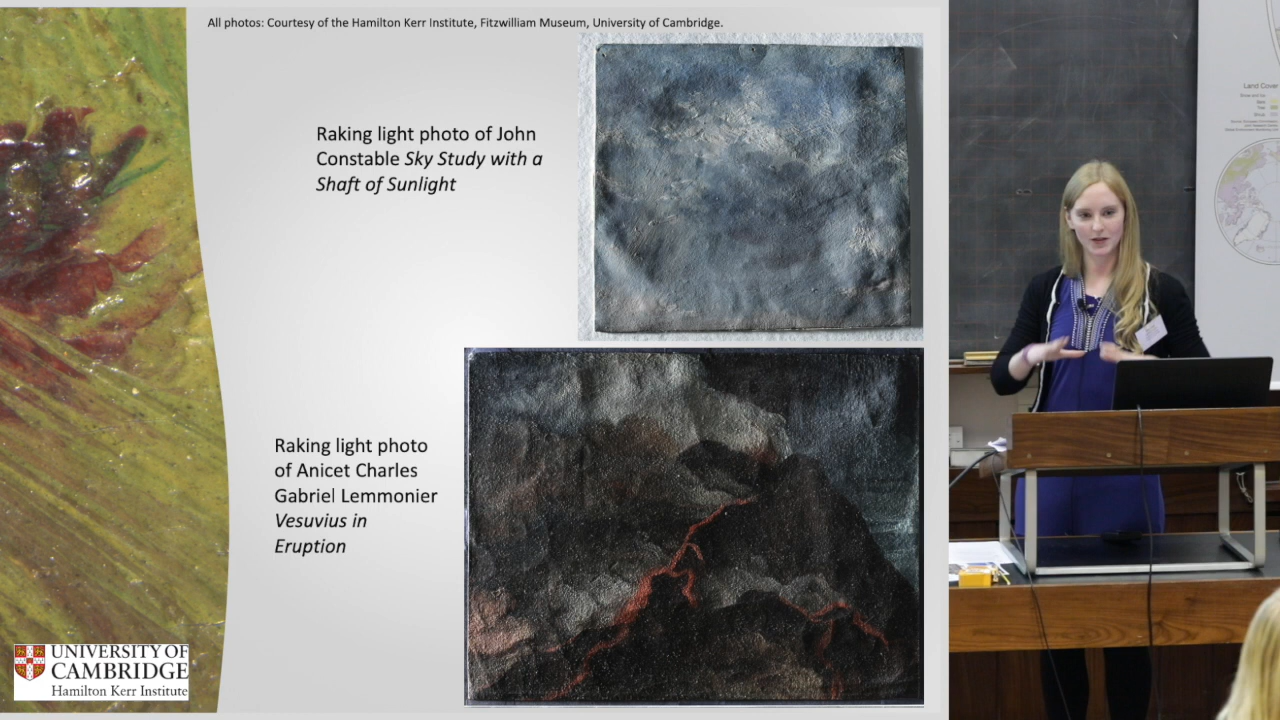 All photos: Courtesy of the Hamilton Kerr Institute, Fitzwilliam Museum, University of Cambridge.
Raking light photo of John
Constable Sky Study with a
Shaft of Sunlight
Raking light photo
of Anicet Charles
Gabriel Lemmonier
Vesuvius in
Eruption
UNIVERSITY OF
CAMBRIDGE
Hamilton Kerr Institute
Land Cover